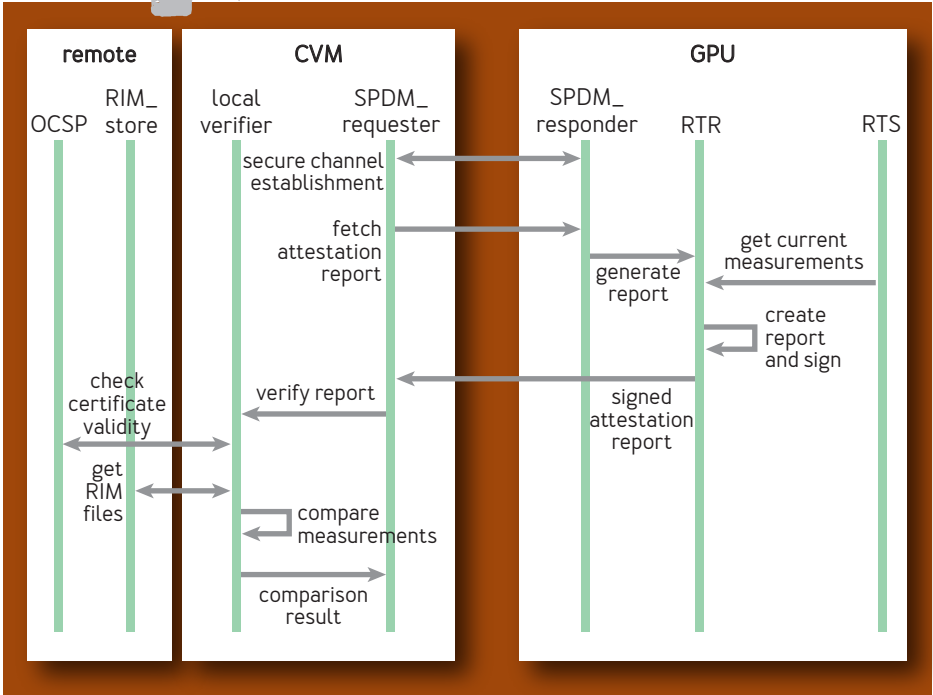 remote
CVM
GPU
OCSP
RIM_
store
local
verifier
SPDM_
requester
SPDM_
responder
RTR
RTS
secure channel
establishment
fetch
attestation
report
generate
report
get current
measurements
create
report
and sign
signed
attestation
report
verify report
check
certificate
validity
get
RIM
files
compare
measurements
comparison
result